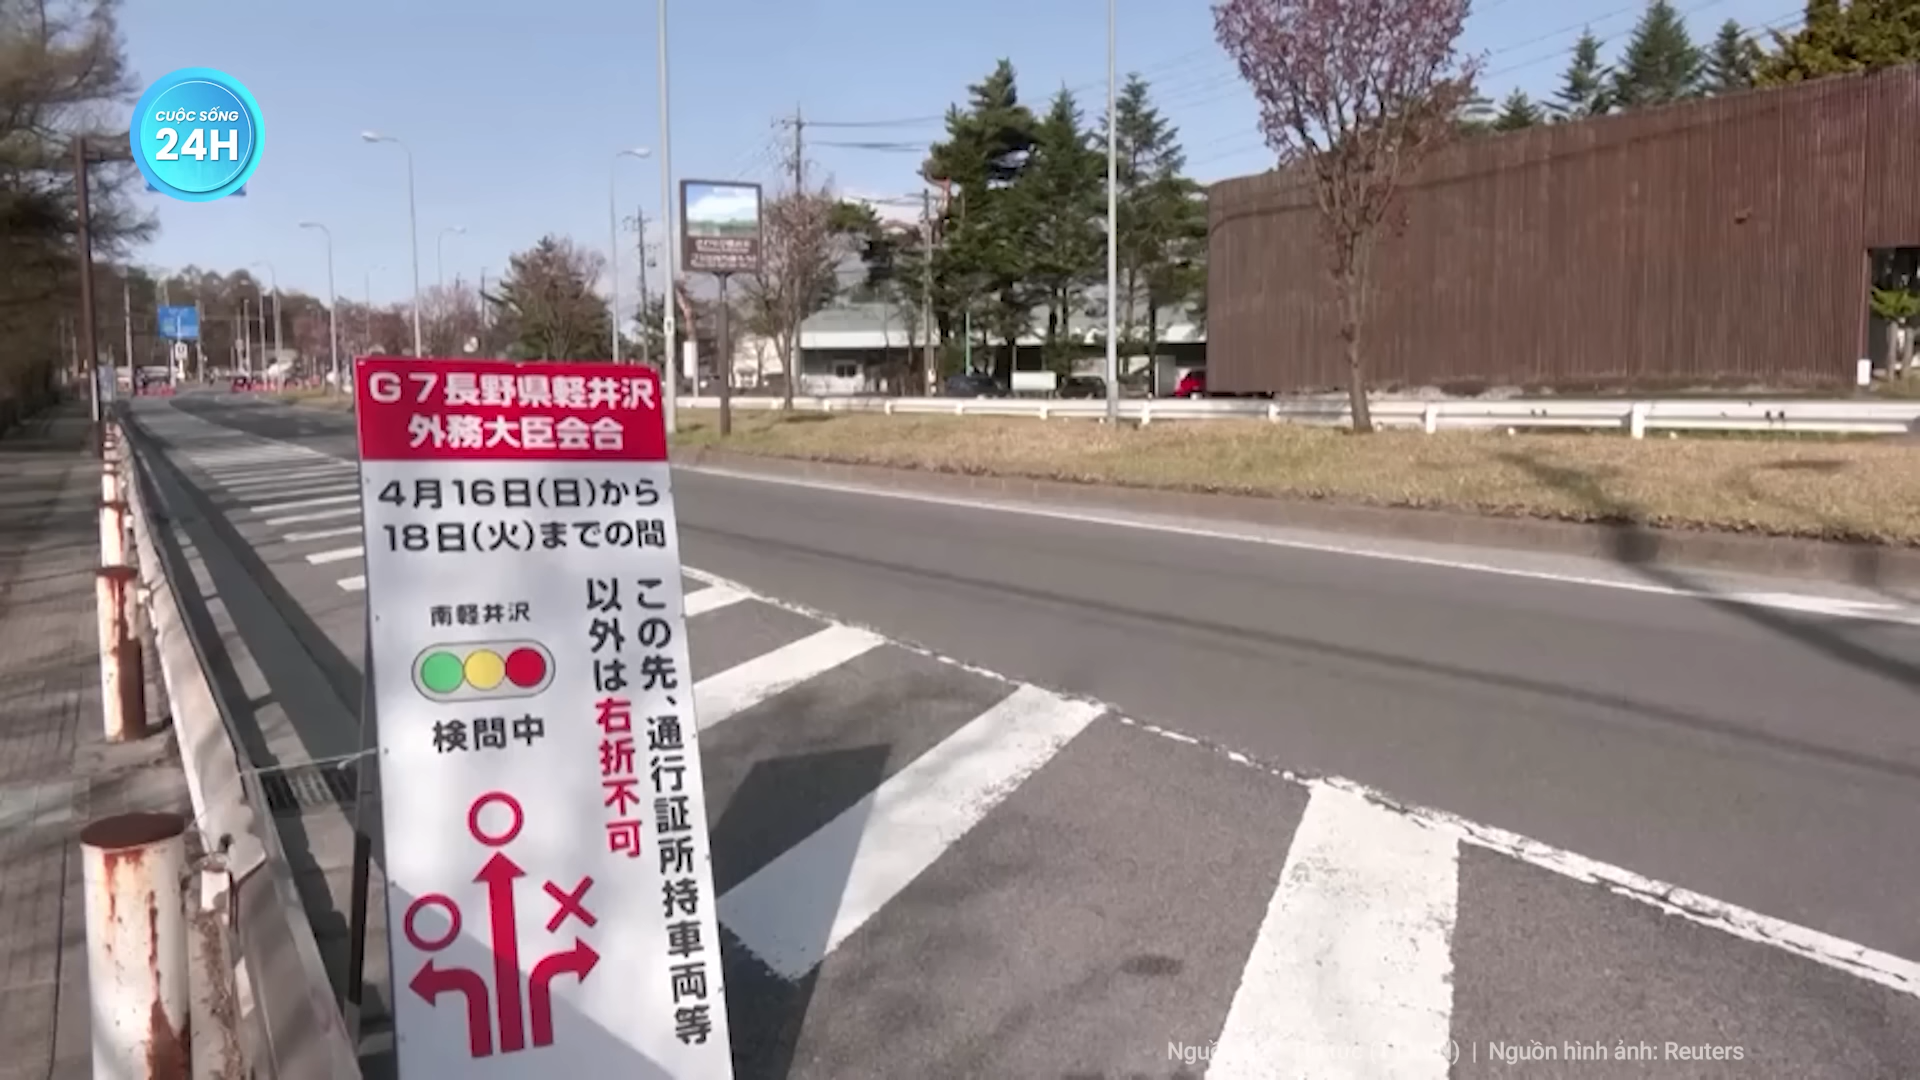 CUỘC SỐNG
24H
G7長野県軽井沢
外務大臣会合
4月16日(日)から
18日(火)までの間
この先、通行証所持車両等
以外は右折不可
南軽井沢
検問中
Nguồn hình ảnh: Reuters